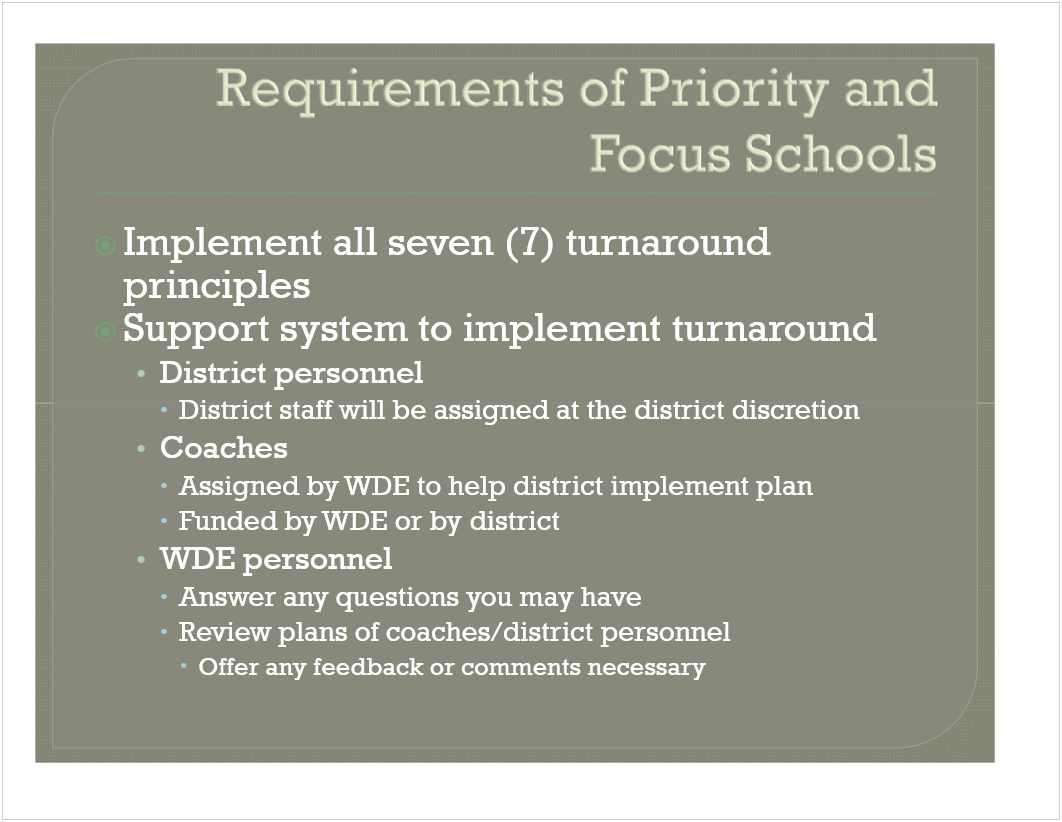 Requirements of Priority and
Focus Schools
Implement all seven (7) turnaround
principles
Support system to implement turnaround
District personnel
District staff will be assigned at the district discretion
Coaches
Assigned by WDE to help district implement plan
Funded by WDE or by district
WDE personnel
Answer any questions you may have
Review plans of coaches/district personnel
Offer any feedback or comments necessary